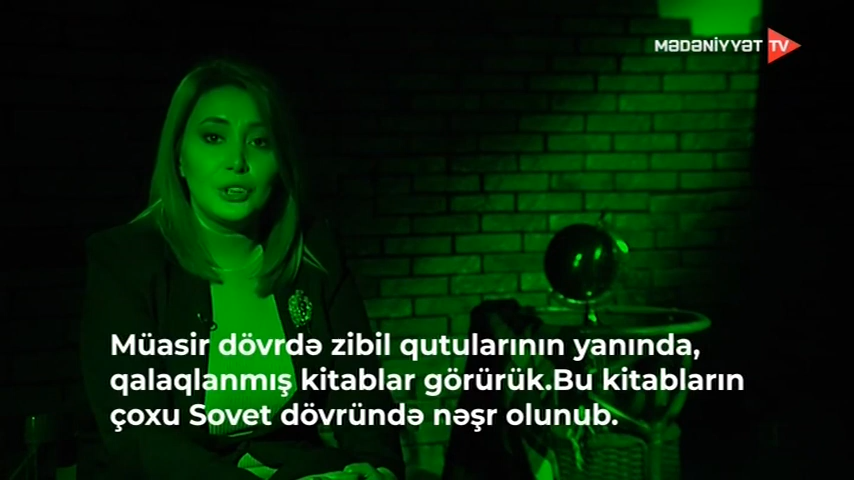 MƏDƏNİYYƏT TV
Müasir dövrdə zibil qutularının yanında,
qalaqlanmış kitablar görürük.Bu kitabların
çoxu Sovet dövründə nəşr olunub.